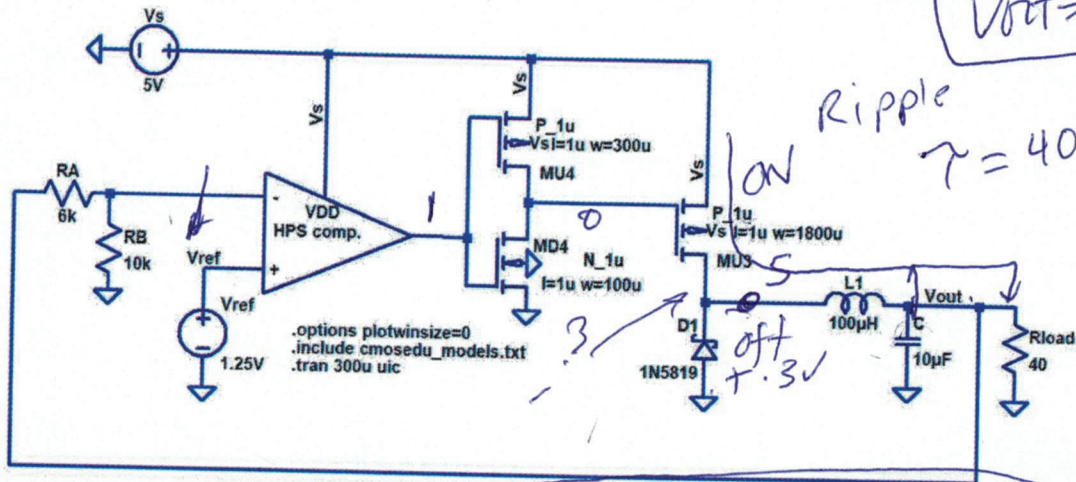 Vs
5V
Vs
Vs
Vs
Vout=
Ripple
τ = 40
ON
P_1u
Vs l=1u w=300u
MU4
RA
6k
1
0
P_1u
Vs l=1u w=1800u
MU3
RB
10k
Vref
VDD
HPS comp.
-
+
MD4
N_1u
l=1u w=100u
5
L1
100µH
Vout
Vref
1.25V
.options plotwinsize=0
.include cmosedu_models.txt
.tran 300u uic
-.3
D1
1N5819
off
+.3V
C
10µF
Rload
40